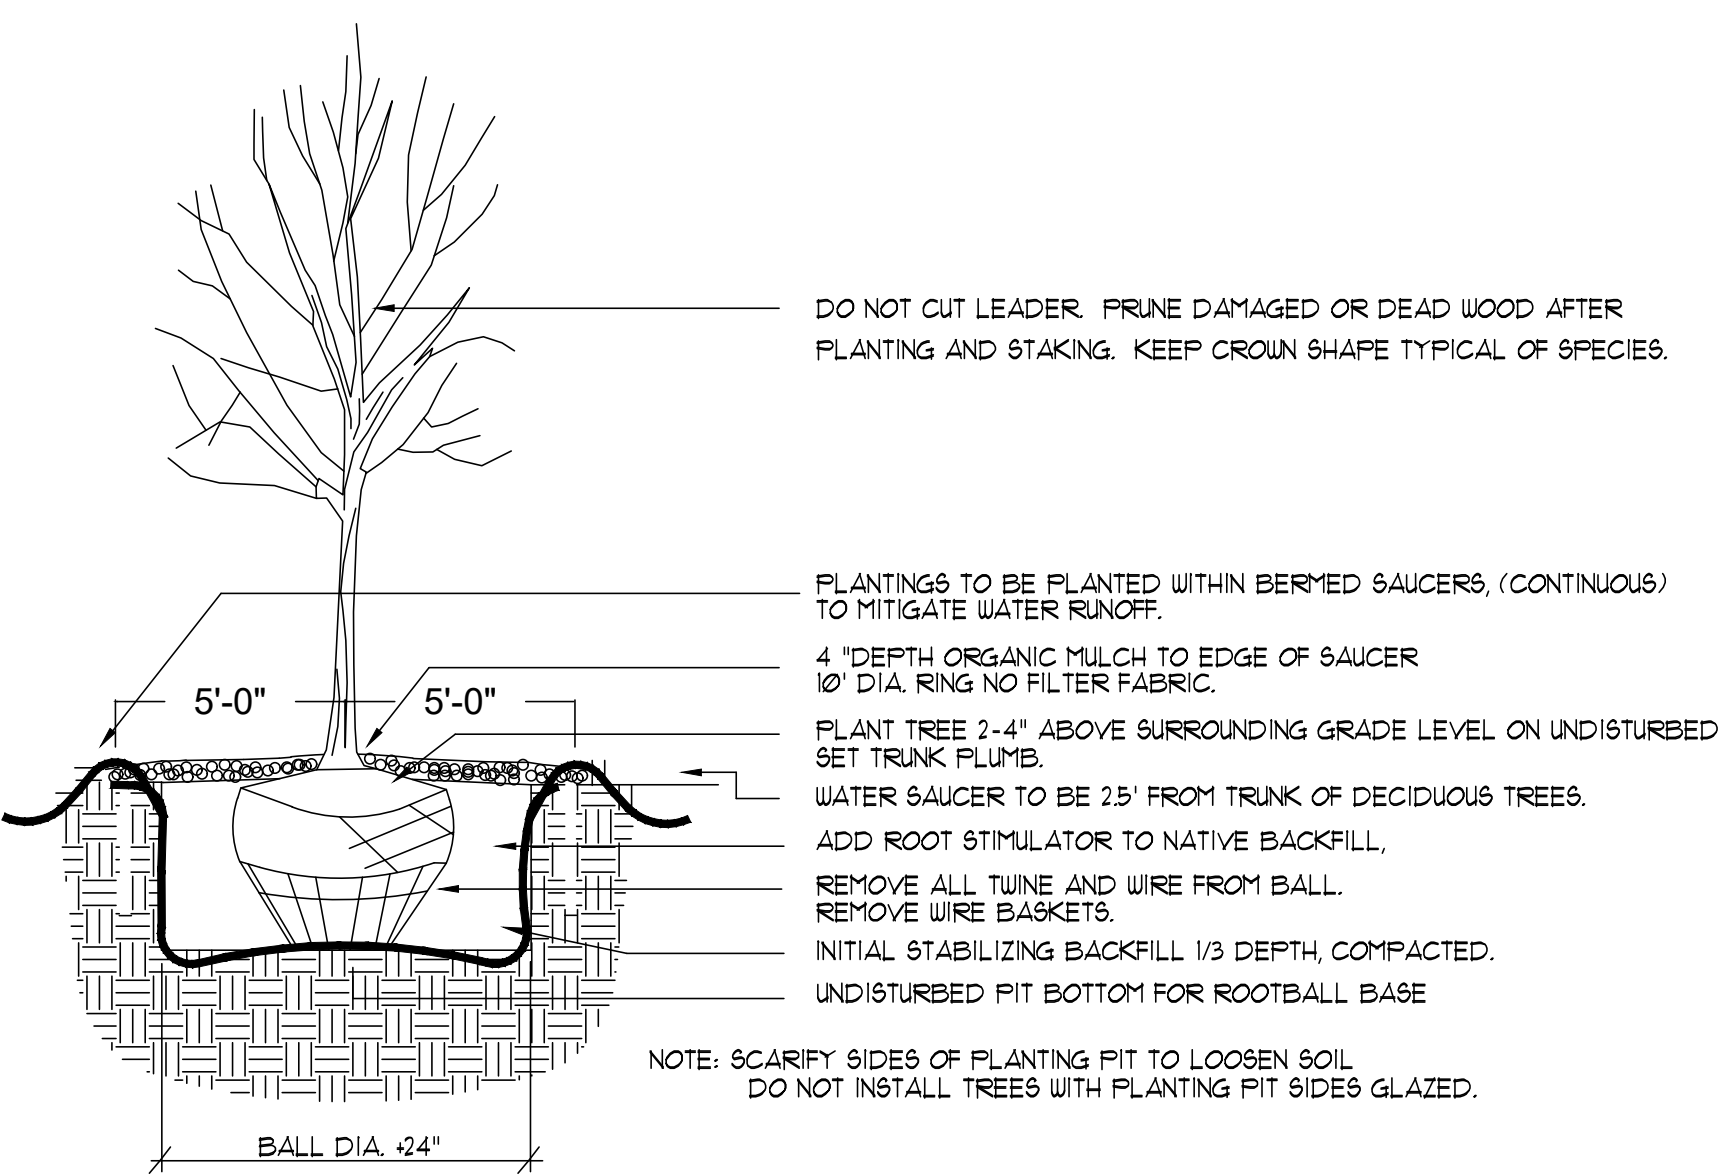 DO NOT CUT LEADER. PRUNE DAMAGED OR DEAD WOOD AFTER
PLANTING AND STAKING. KEEP CROWN SHAPE TYPICAL OF SPECIES.
PLANTINGS TO BE PLANTED WITHIN BERMED SAUCERS, (CONTINUOUS)
TO MITIGATE WATER RUNOFF.
4 "DEPTH ORGANIC MULCH TO EDGE OF SAUCER
10' DIA. RING NO FILTER FABRIC.
5'-0" 5'-0"
PLANT TREE 2-4" ABOVE SURROUNDING GRADE LEVEL ON UNDISTURBED
SET TRUNK PLUMB.
WATER SAUCER TO BE 2.5' FROM TRUNK OF DECIDUOUS TREES.
ADD ROOT STIMULATOR TO NATIVE BACKFILL,
REMOVE ALL TWINE AND WIRE FROM BALL.
REMOVE WIRE BASKETS.
INITIAL STABILIZING BACKFILL 1/3 DEPTH, COMPACTED.
UNDISTURBED PIT BOTTOM FOR ROOTBALL BASE
NOTE: SCARIFY SIDES OF PLANTING PIT TO LOOSEN SOIL
DO NOT INSTALL TREES WITH PLANTING PIT SIDES GLAZED.
BALL DIA. +24"